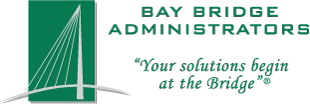 BAY BRIDGE
ADMINISTRATORS
“Your solutions begin
at the Bridge”®